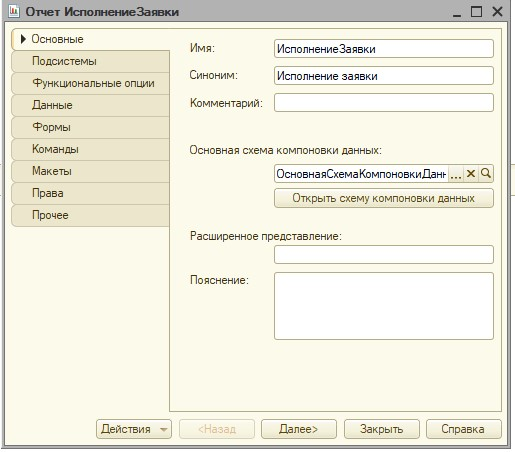 Отчет ИсполнениеЗаявки
Основные
Подсистемы
Функциональные опции
Данные
Формы
Команды
Макеты
Права
Прочее
Имя: ИсполнениеЗаявки
Синоним: Исполнение заявки
Комментарий:
Основная схема компоновки данных:
ОсновнаяСхемаКомпоновкиДанн ...
Открыть схему компоновки данных
Расширенное представление:
Пояснение:
Действия <Назад Далее> Закрыть Справка